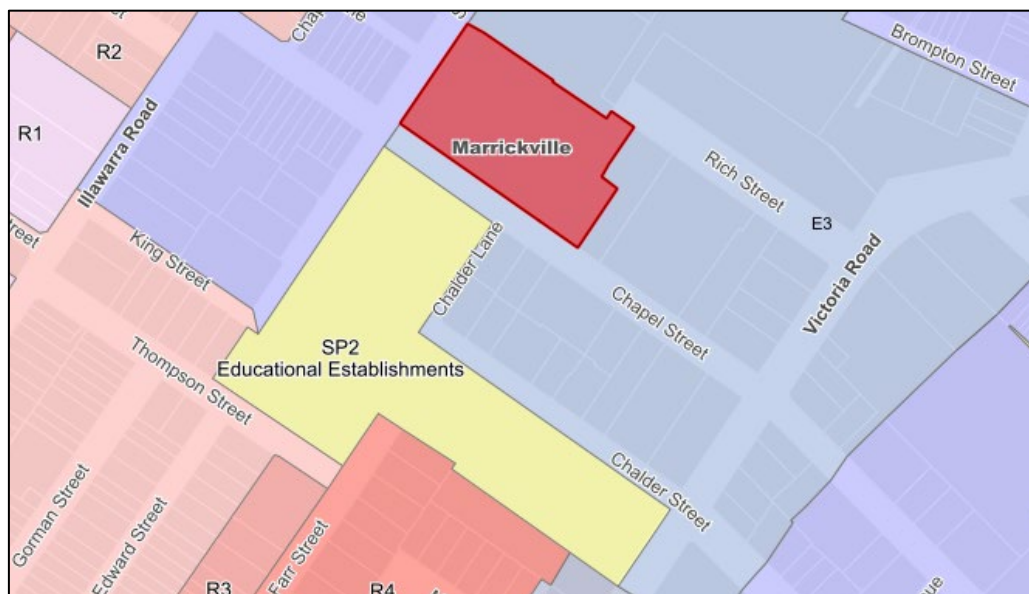 R2
R1
Illawarra Road
King Street
Thompson Street
Gorman Street
Edward Street
Farr Street
R3
R4
SP2
Educational Establishments
Chalder Lane
Chalder Street
Chapel Street
Marrickville
Rich Street
E3
Victoria Road
Brompton Street